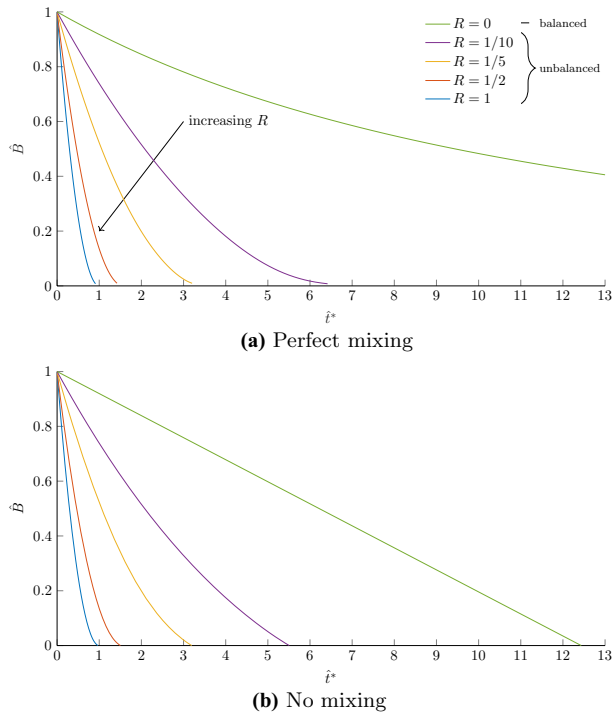 1
0.8
0.6
0.4
0.2
0
B̂
R = 0
R = 1/10
R = 1/5
R = 1/2
R = 1
balanced
unbalanced
increasing R
0 1 2 3 4 5 6 7 8 9 10 11 12 13
t̂*
(a) Perfect mixing
1
0.8
0.6
0.4
0.2
0
B̂
0 1 2 3 4 5 6 7 8 9 10 11 12 13
t̂*
(b) No mixing